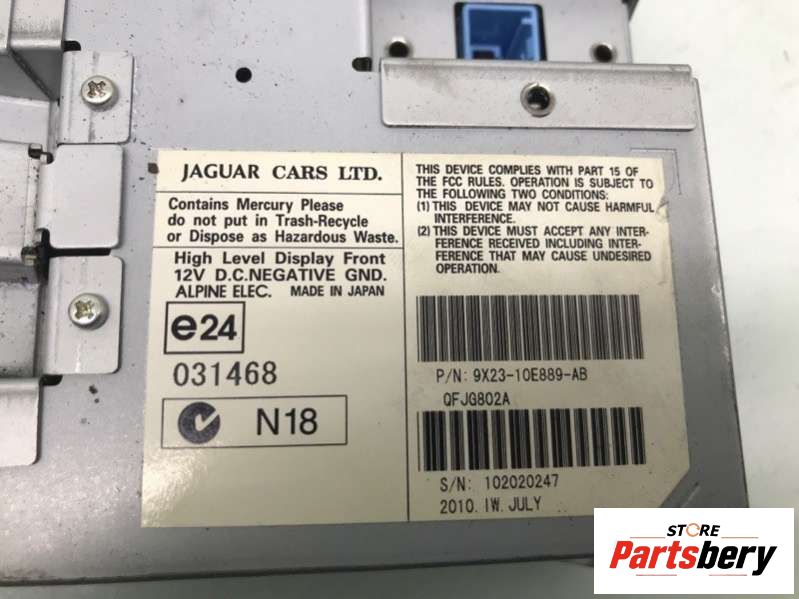 JAGUAR CARS LTD.
Contains Mercury Please
do not put in Trash-Recycle
or Dispose as Hazardous Waste.
High Level Display Front
12V D.C.NEGATIVE GND.
ALPINE ELEC. MADE IN JAPAN
e24
031468
N18
THIS DEVICE COMPLIES WITH PART 15 OF
THE FCC RULES. OPERATION IS SUBJECT TO
THE FOLLOWING TWO CONDITIONS:
(1) THIS DEVICE MAY NOT CAUSE HARMFUL
INTERFERENCE.
(2) THIS DEVICE MUST ACCEPT ANY INTER-
FERENCE RECEIVED INCLUDING INTER-
FERENCE THAT MAY CAUSE UNDESIRED
OPERATION.
P/N: 9X23-10E889-AB
QFJG802A
S/N: 102020247
2010. IW. JULY
STORE
Partsbery